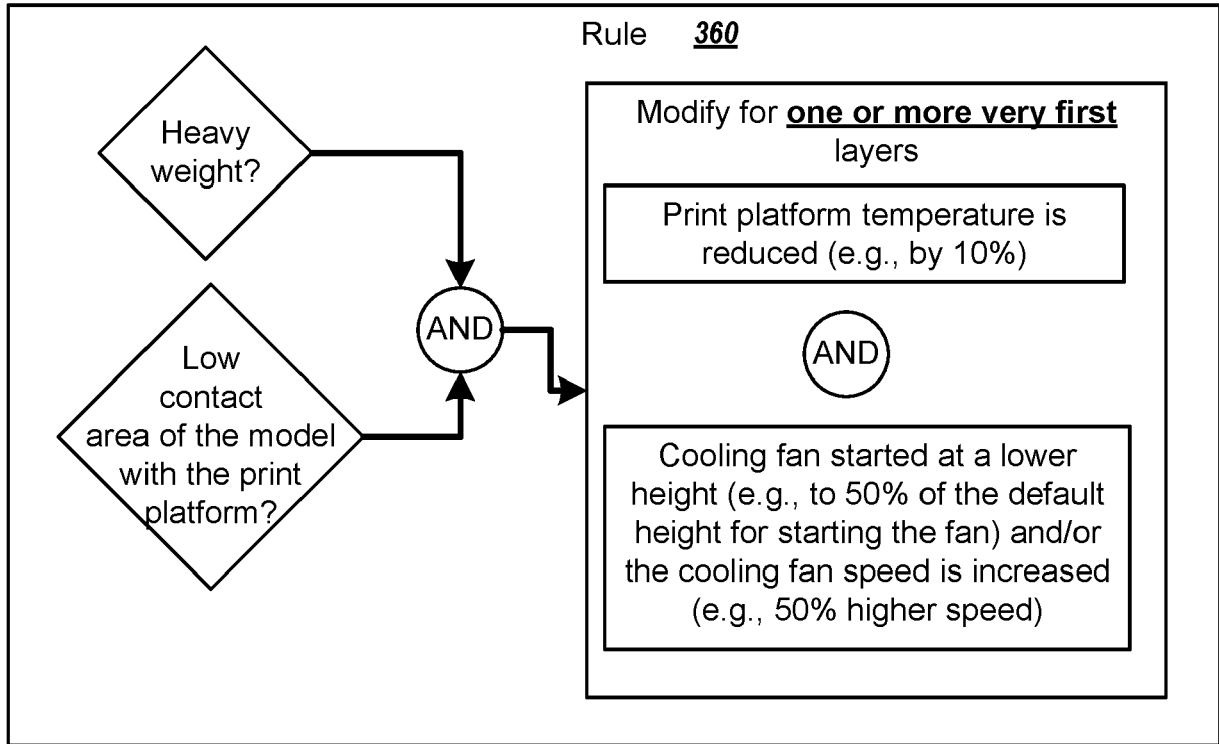 Rule 360
Heavy
weight?
AND
Low
contact
area of the model
with the print
platform?
Modify for one or more very first
layers
Print platform temperature is
reduced (e.g., by 10%)
AND
Cooling fan started at a lower
height (e.g., to 50% of the default
height for starting the fan) and/or
the cooling fan speed is increased
(e.g., 50% higher speed)